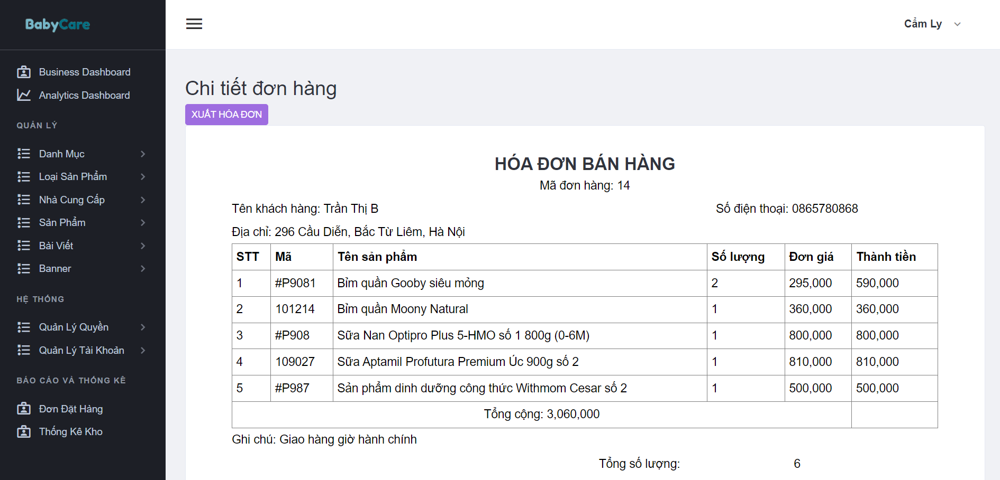 BabyCare
Cẩm Ly
Business Dashboard
Analytics Dashboard
QUẢN LÝ
Danh Mục
Loại Sản Phẩm
Nhà Cung Cấp
Sản Phẩm
Bài Viết
Banner
HỆ THỐNG
Quản Lý Quyền
Quản Lý Tài Khoản
BÁO CÁO VÀ THỐNG KÊ
Đơn Đặt Hàng
Thống Kê Kho
Chi tiết đơn hàng
XUẤT HÓA ĐƠN
HÓA ĐƠN BÁN HÀNG
Mã đơn hàng: 14
Tên khách hàng: Trần Thị B Số điện thoại: 0865780868
Địa chỉ: 296 Cầu Diễn, Bắc Từ Liêm, Hà Nội
STT Mã Tên sản phẩm Số lượng Đơn giá Thành tiền
1 #P9081 Bỉm quần Gooby siêu mỏng 2 295,000 590,000
2 101214 Bỉm quần Moony Natural 1 360,000 360,000
3 #P908 Sữa Nan Optipro Plus 5-HMO số 1 800g (0-6M) 1 800,000 800,000
4 109027 Sữa Aptamil Profutura Premium Úc 900g số 2 1 810,000 810,000
5 #P987 Sản phẩm dinh dưỡng công thức Withmom Cesar số 2 1 500,000 500,000
Tổng cộng: 3,060,000
Ghi chú: Giao hàng giờ hành chính
Tổng số lượng: 6